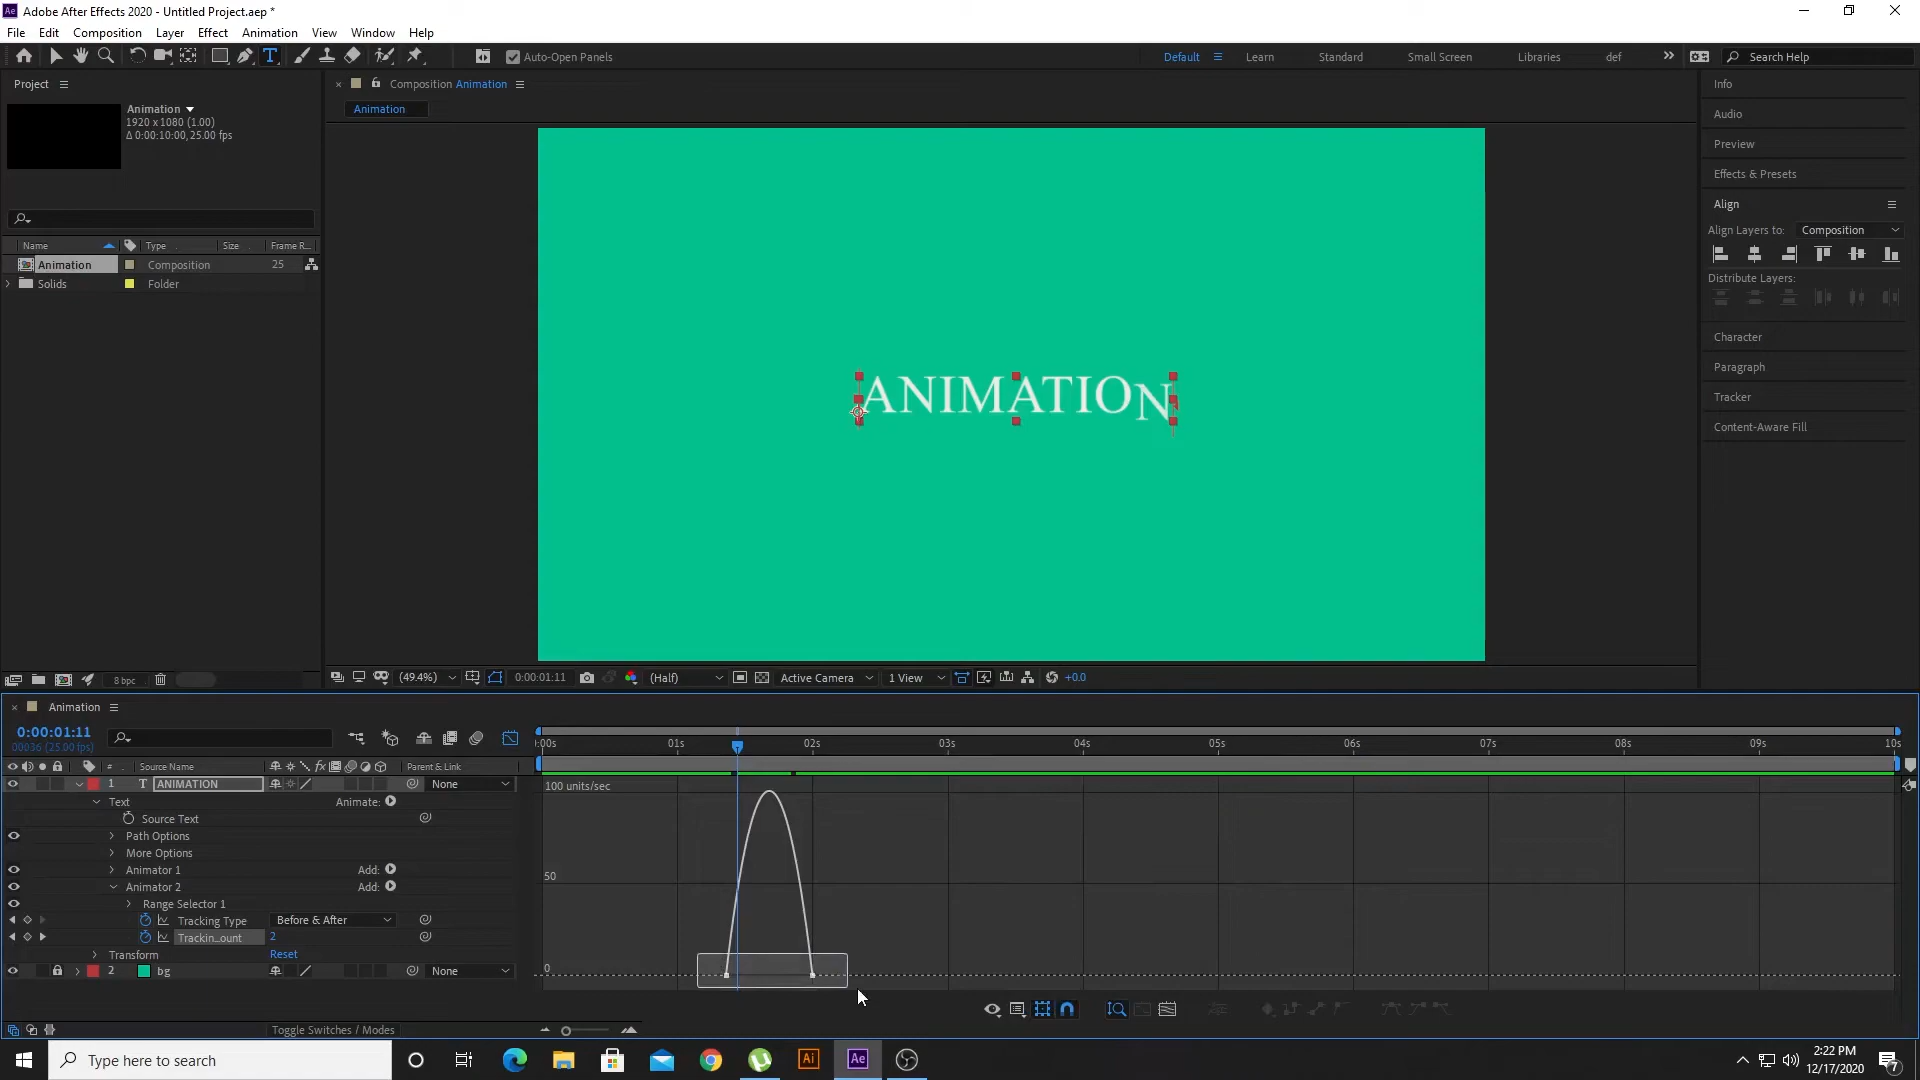 Adobe After Effects 2020 - Untitled Project.aep *
File Edit Composition Layer Effect Animation View Window Help
Auto-Open Panels
Default Learn Standard Small Screen Libraries def Search Help
Project
Animation
1920 x 1080 (1.00)
Δ 0:00:10:00, 25.00 fps
Name Type Size Frame R...
Animation Composition 25
Solids Folder
8 bpc
Composition Animation
Animation
ANIMATION
(49.4%) 0:00:01:11 (Half) Active Camera 1 View +0.0
Info
Audio
Preview
Effects & Presets
Align
Align Layers to: Composition
Distribute Layers:
Character
Paragraph
Tracker
Content-Aware Fill
Animation
0:00:01:11
00036 (25.00 fps)
# Source Name Parent & Link
1 T ANIMATION None
Text Animate:
Source Text
Path Options
More Options
Animator 1 Add:
Animator 2 Add:
Range Selector 1
Tracking Type Before & After
Trackin...ount 2
Transform Reset
2 bg None
Toggle Switches / Modes
:00s 01s 02s 03s 04s 05s 06s 07s 08s 09s 10s
100 units/sec
50
0
Type here to search
Ai
Ae
2:22 PM
12/17/2020
7